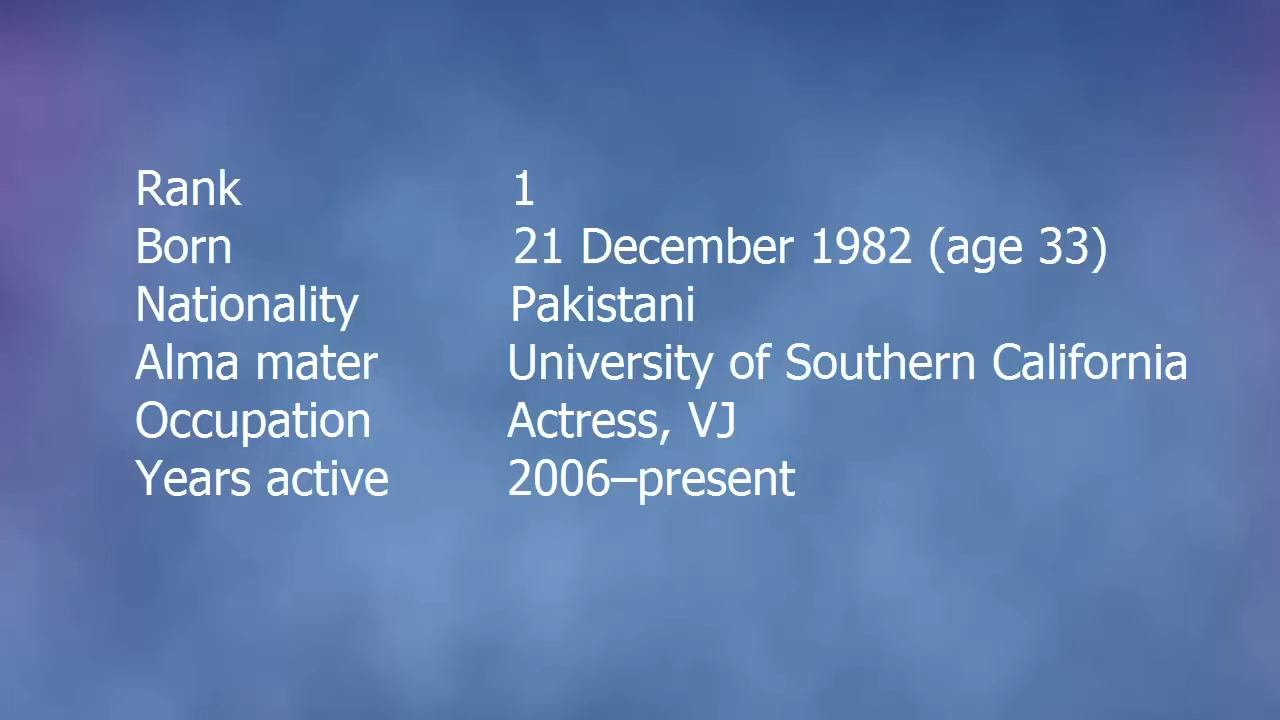 Rank 1
Born 21 December 1982 (age 33)
Nationality Pakistani
Alma mater University of Southern California
Occupation Actress, VJ
Years active 2006–present